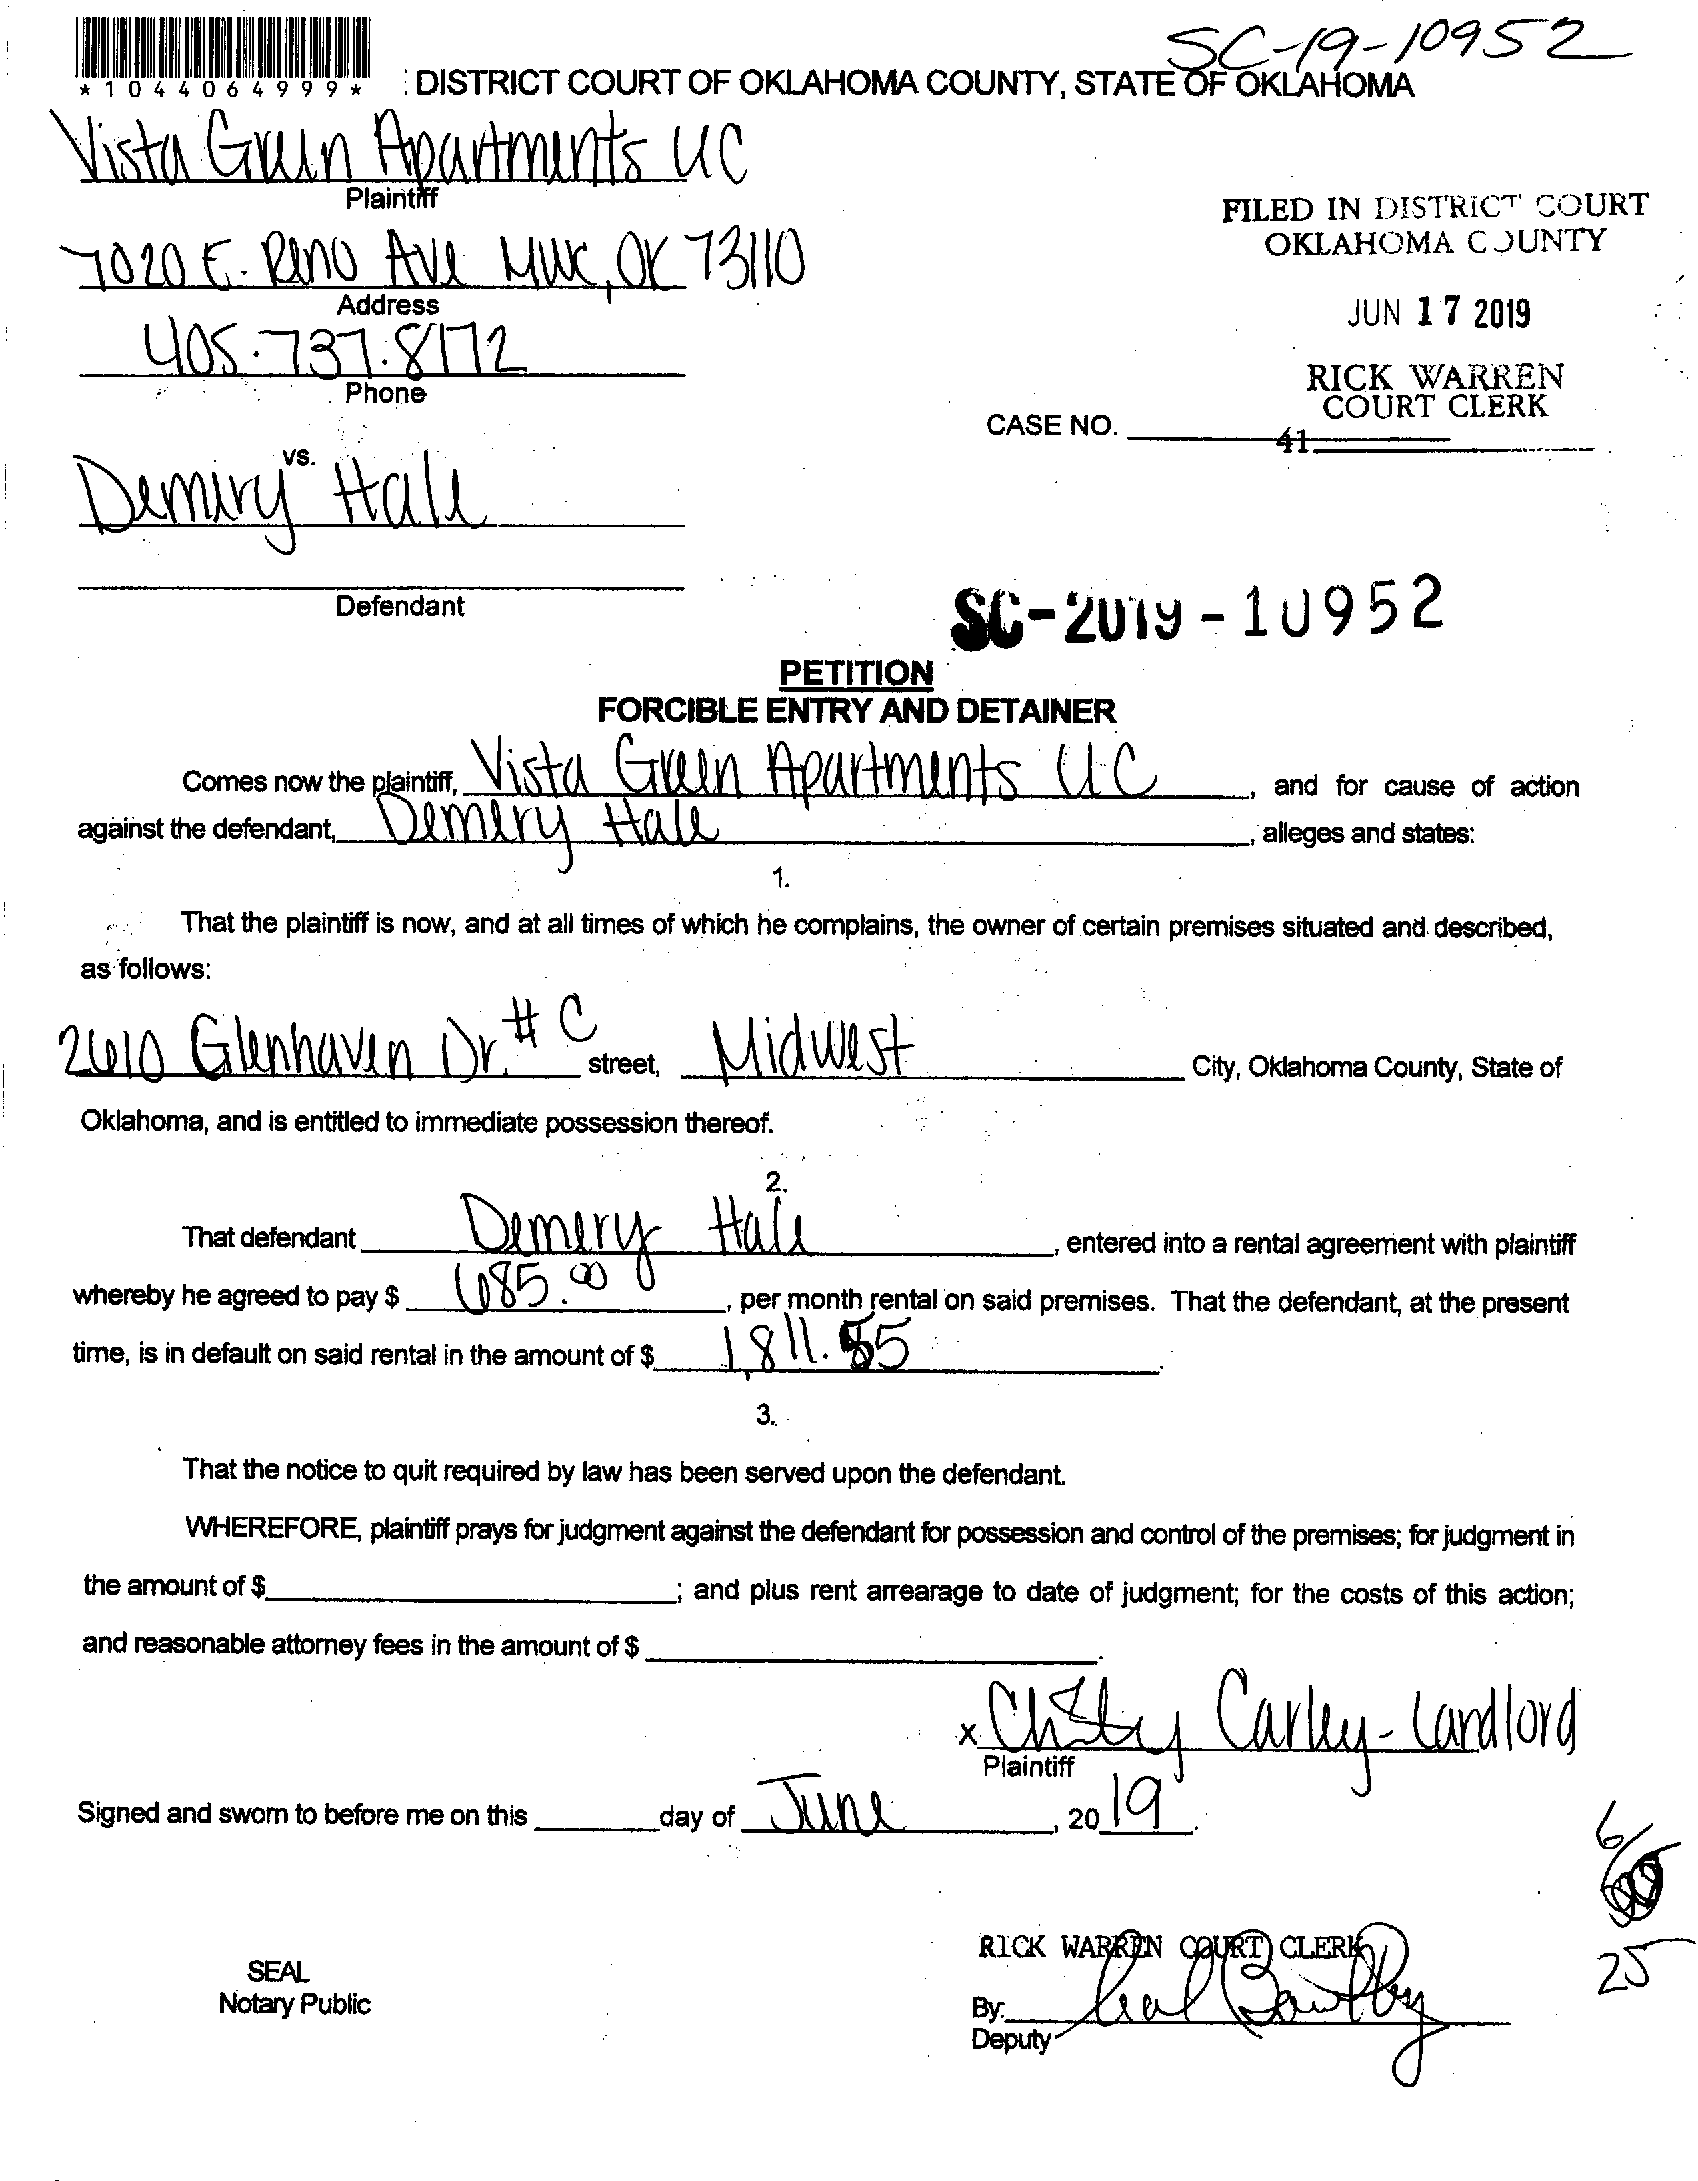 SC-19-10952
*1044064999*
DISTRICT COURT OF OKLAHOMA COUNTY, STATE OF OKLAHOMA
Vista Green Apartments LLC
Plaintiff
FILED IN DISTRICT COURT
OKLAHOMA COUNTY
7020 E. Reno Ave MWC, OK 73110
Address
JUN 17 2019
405.737.8172
Phone
RICK WARREN
COURT CLERK
CASE NO.
41
vs.
Demery Hale
Defendant
SC-2019-10952
PETITION
FORCIBLE ENTRY AND DETAINER
Comes now the plaintiff, Vista Green Apartments LLC, and for cause of action
against the defendant, Demery Hale, alleges and states:
1.
That the plaintiff is now, and at all times of which he complains, the owner of certain premises situated and described,
as follows:
2610 Glenhaven Dr. #C street, Midwest City, Oklahoma County, State of
Oklahoma, and is entitled to immediate possession thereof.
2.
That defendant Demery Hale, entered into a rental agreement with plaintiff
whereby he agreed to pay $ 685.00, per month rental on said premises. That the defendant, at the present
time, is in default on said rental in the amount of $ 1,811.85.
3.
That the notice to quit required by law has been served upon the defendant.
WHEREFORE, plaintiff prays for judgment against the defendant for possession and control of the premises; for judgment in
the amount of $ ; and plus rent arrearage to date of judgment; for the costs of this action;
and reasonable attorney fees in the amount of $ .
x Carley - Landlord
Plaintiff
Signed and sworn to before me on this day of June, 2019.
6/
25
RICK WARREN COURT CLERK
SEAL
Notary Public
By:
Deputy